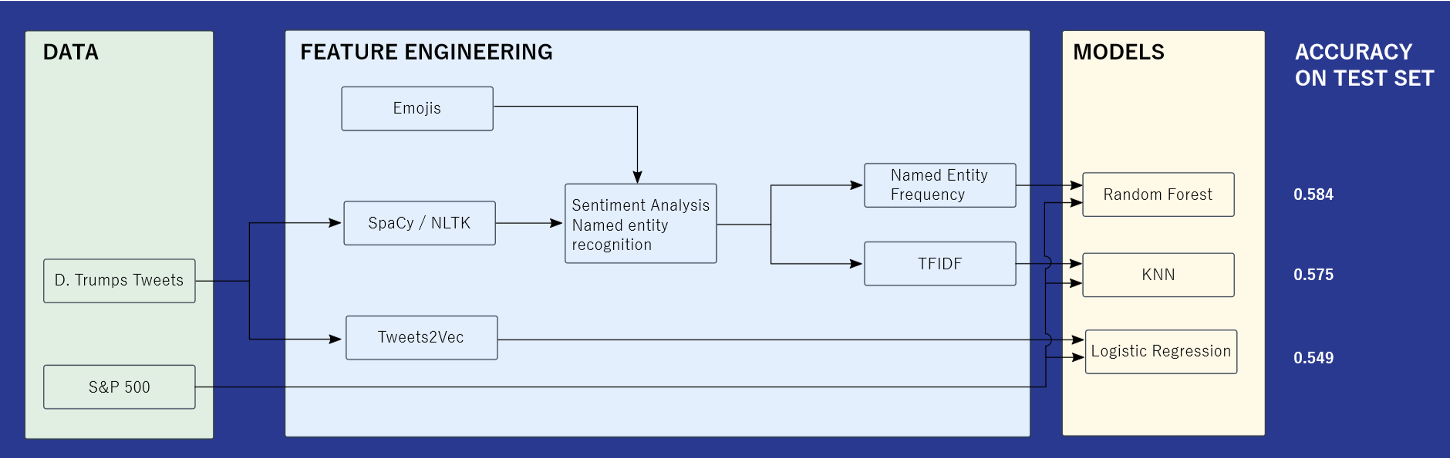 DATA
D. Trumps Tweets
S&P 500
FEATURE ENGINEERING
Emojis
SpaCy / NLTK
Tweets2Vec
Sentiment Analysis
Named entity
recognition
Named Entity
Frequency
TFIDF
MODELS
Random Forest
KNN
Logistic Regression
ACCURACY
ON TEST SET
0.584
0.575
0.549